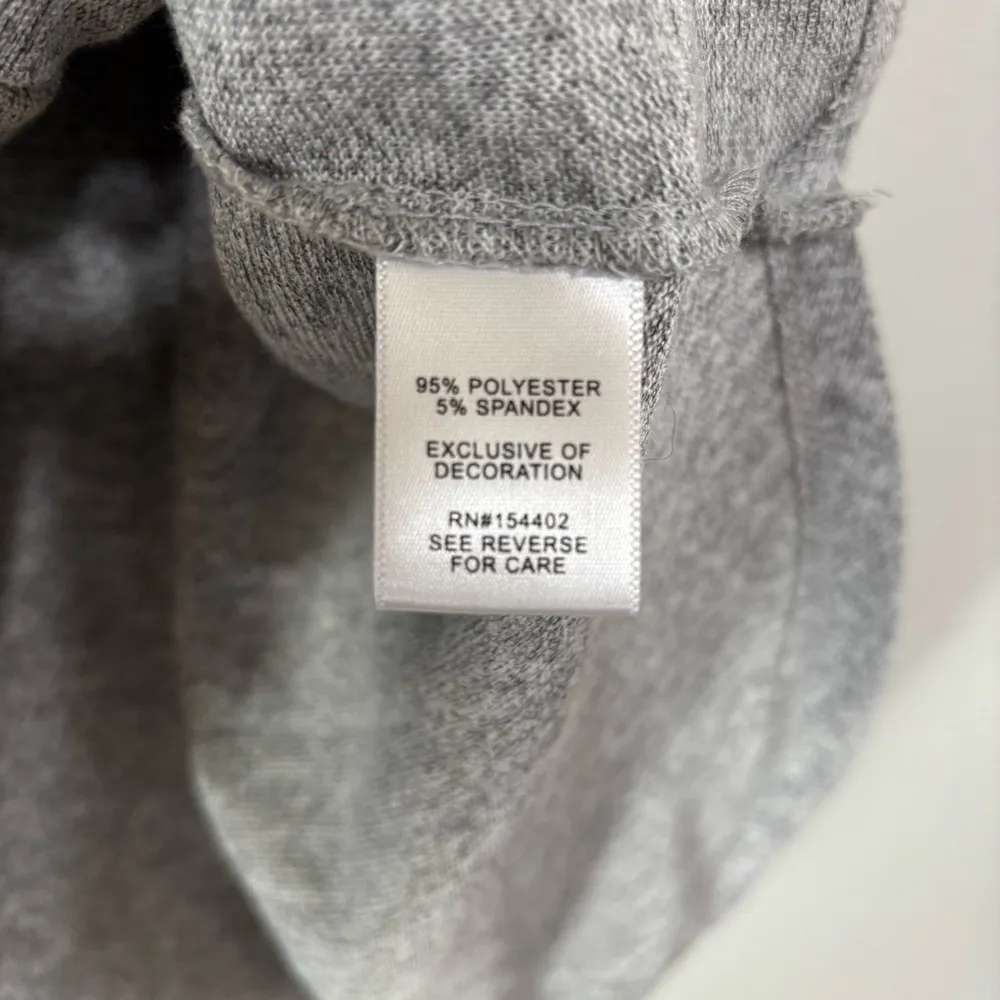 95% POLYESTER
5% SPANDEX
EXCLUSIVE OF
DECORATION
RN#154402
SEE REVERSE
FOR CARE